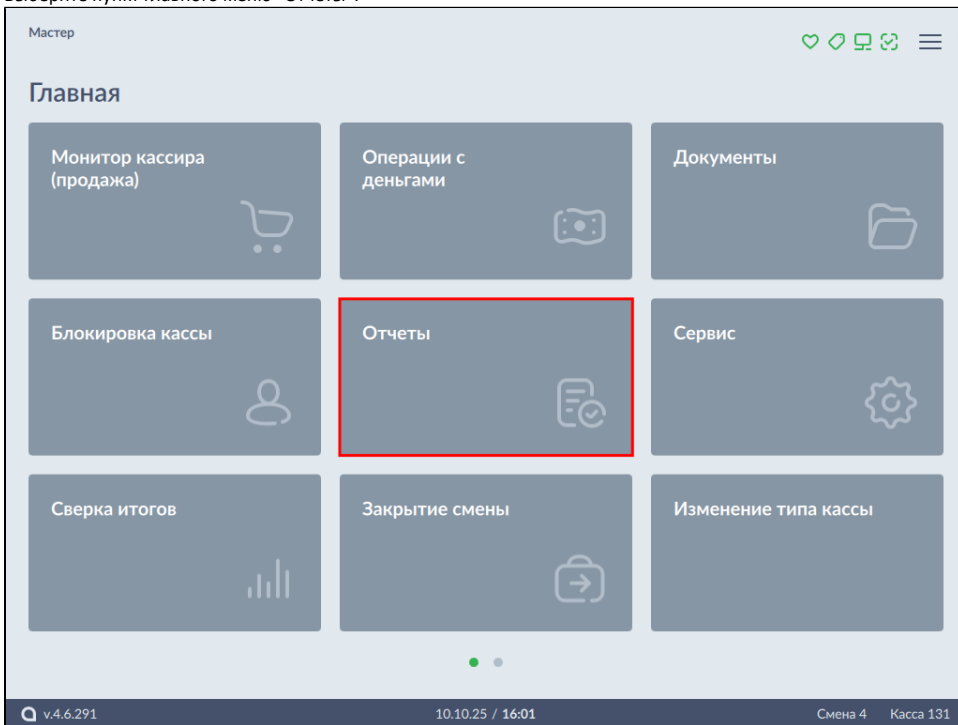 Мастер
Главная
Монитор кассира
(продажа)
Операции с
деньгами
Документы
Блокировка кассы
Отчеты
Сервис
Сверка итогов
Закрытие смены
Изменение типа кассы
v.4.6.291
10.10.25 / 16:01
Смена 4 Касса 131